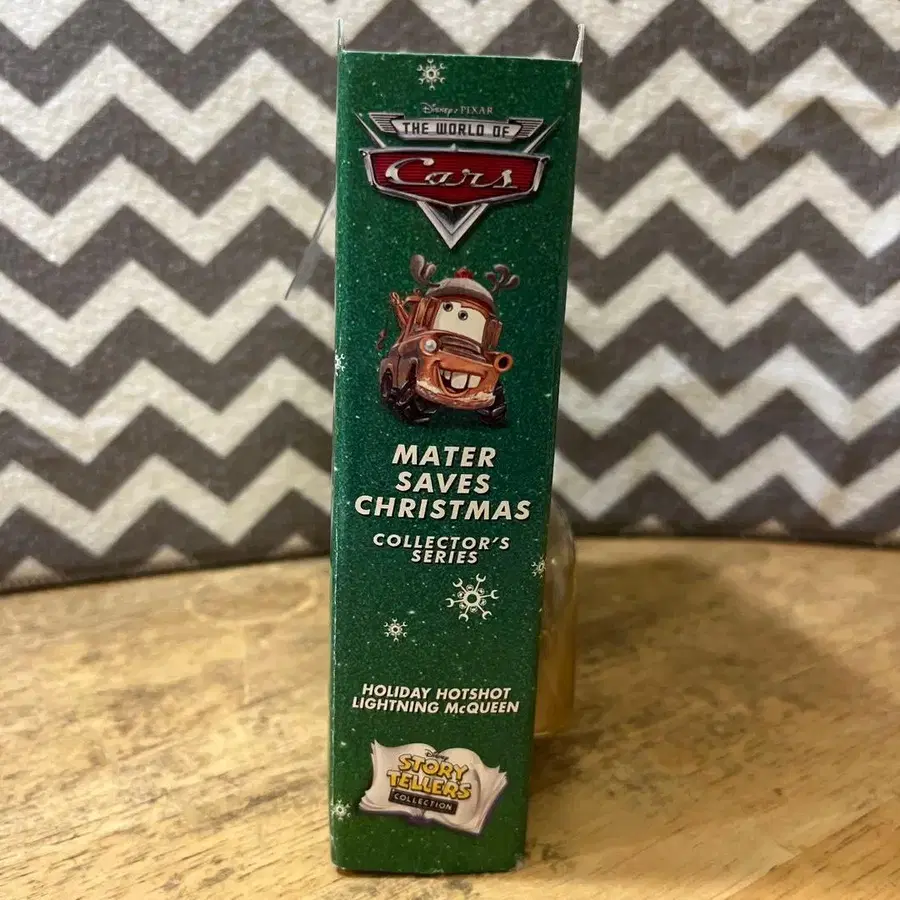 Disney PIXAR
THE WORLD OF
Cars
MATER
SAVES
CHRISTMAS
COLLECTOR'S
SERIES
HOLIDAY HOTSHOT
LIGHTNING McQUEEN
Disney
STORY
TELLERS
COLLECTION